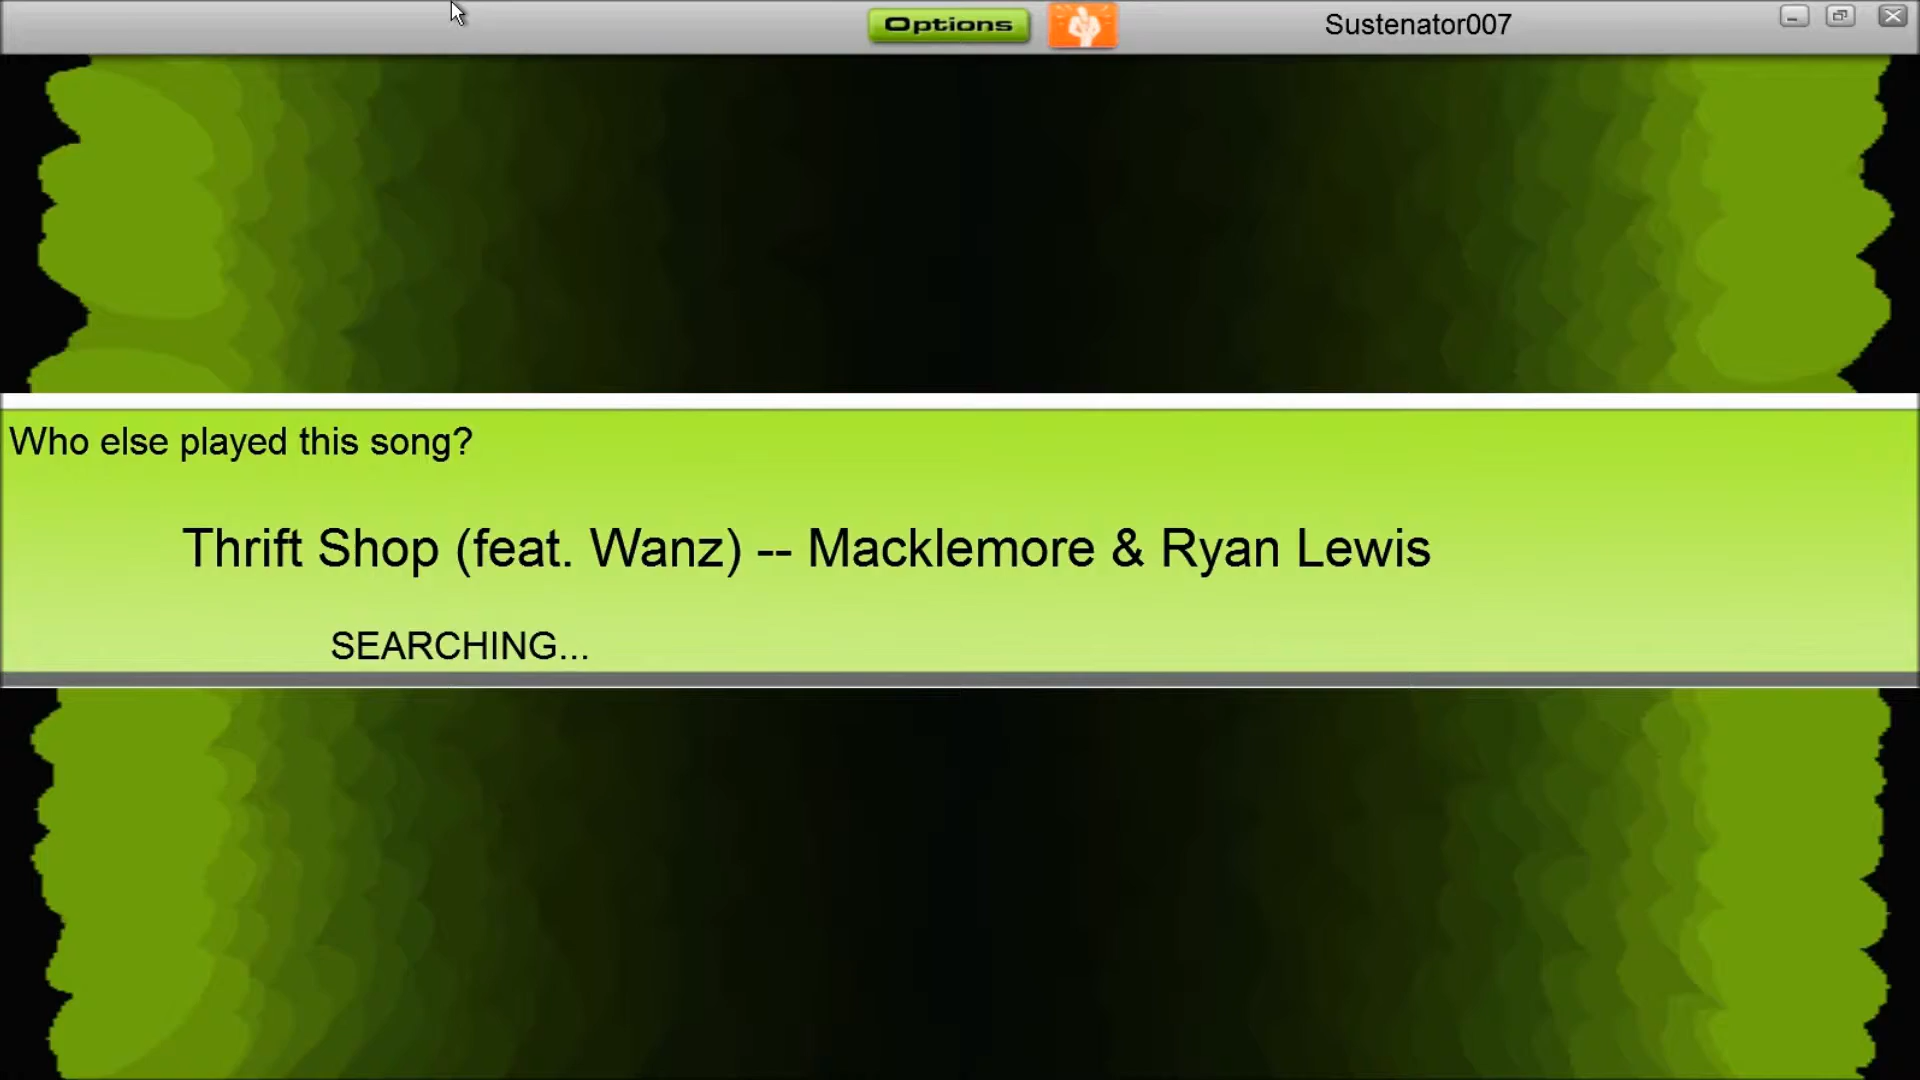 Options
Sustenator007
Who else played this song?
Thrift Shop (feat. Wanz) -- Macklemore & Ryan Lewis
SEARCHING...